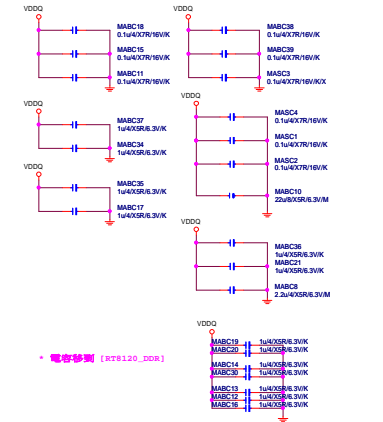 VDDQ
MABC18
0.1u/4/X7R/16V/K
MABC15
0.1u/4/X7R/16V/K
MABC11
0.1u/4/X7R/16V/K
VDDQ
MABC37
1u/4/X5R/6.3V/K
MABC34
1u/4/X5R/6.3V/K
VDDQ
MABC35
1u/4/X5R/6.3V/K
MABC17
1u/4/X5R/6.3V/K
* 電容移動 [RT8120_DDR]
VDDQ
MABC38
0.1u/4/X7R/16V/K
MABC39
0.1u/4/X7R/16V/K
MASC3
0.1u/4/X7R/16V/K/X
VDDQ
MASC4
0.1u/4/X7R/16V/K
MASC1
0.1u/4/X7R/16V/K
MASC2
0.1u/4/X7R/16V/K
MABC10
22u/8/X5R/6.3V/M
VDDQ
MABC36
1u/4/X5R/6.3V/K
MABC21
1u/4/X5R/6.3V/K
MABC8
2.2u/4/X5R/6.3V/M
VDDQ
MABC19 1u/4/X5R/6.3V/K
MABC20 1u/4/X5R/6.3V/K
MABC14 1u/4/X5R/6.3V/K
MABC30 1u/4/X5R/6.3V/K
MABC13 1u/4/X5R/6.3V/K
MABC12 1u/4/X5R/6.3V/K
MABC16 1u/4/X5R/6.3V/K